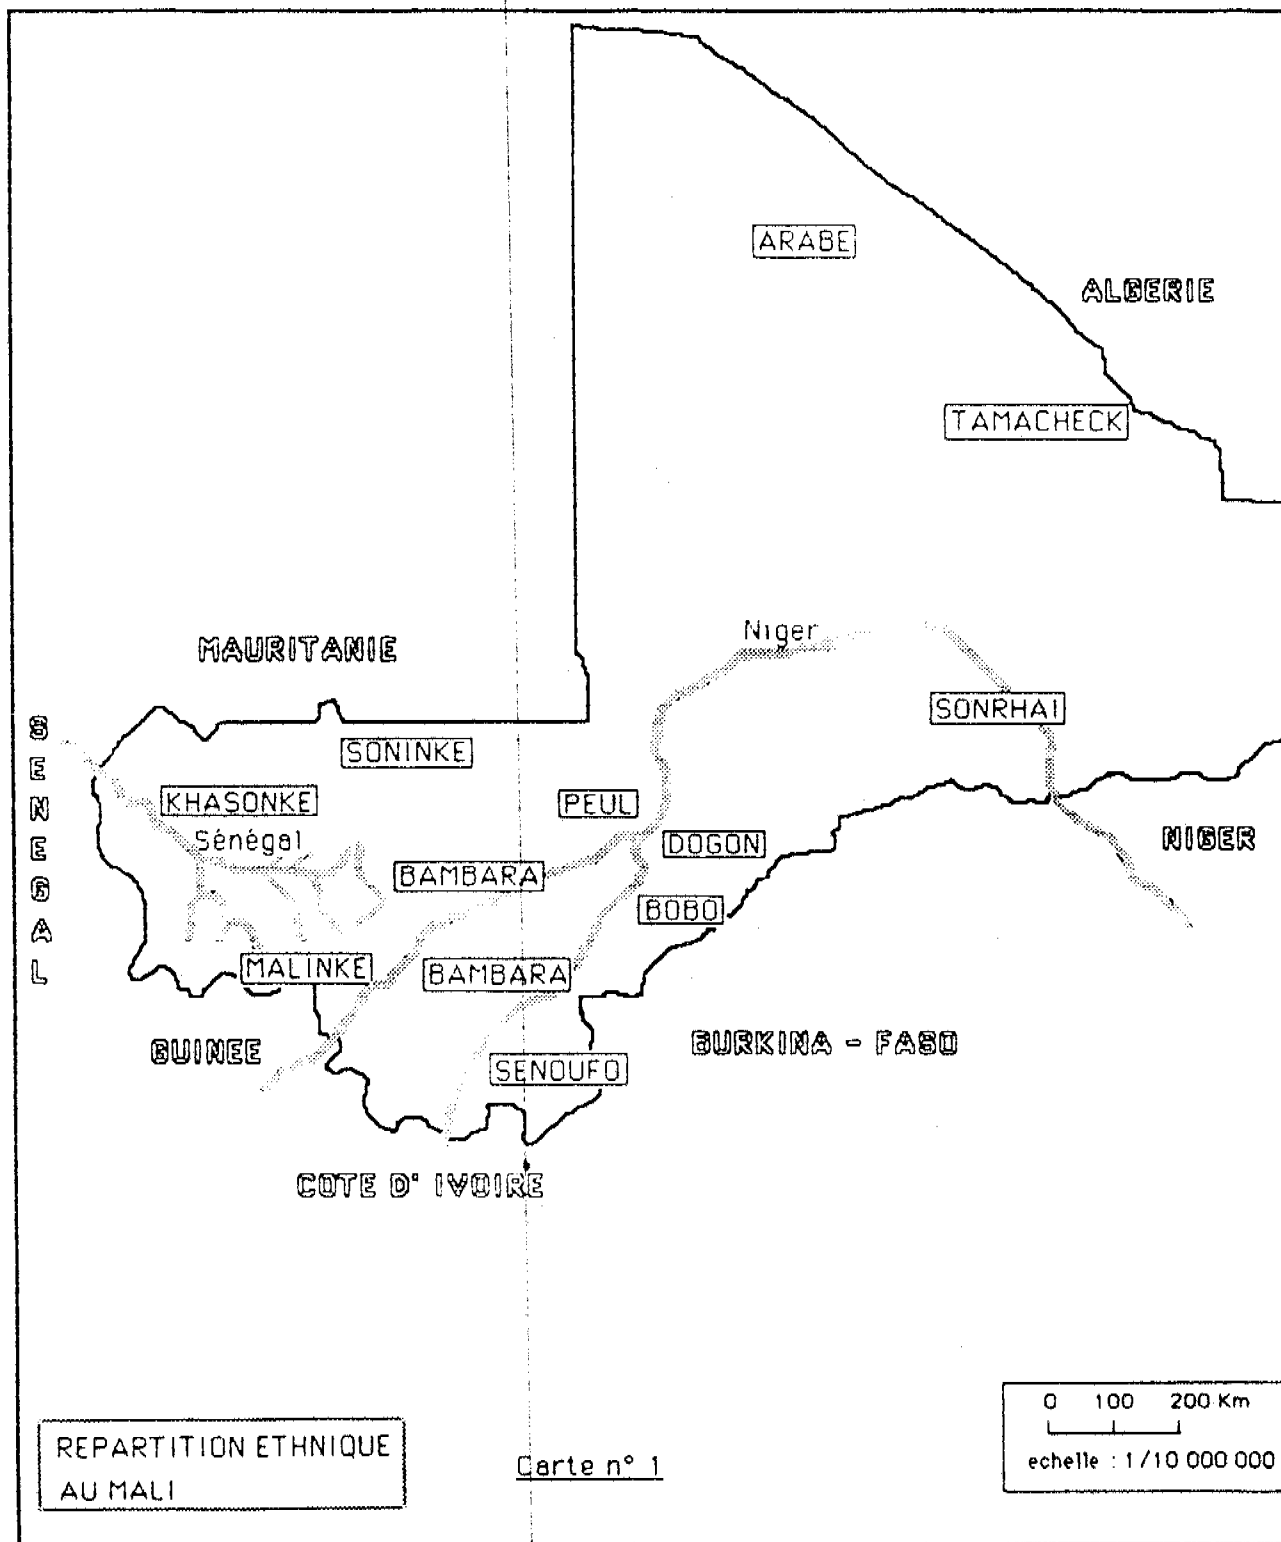 ARABE
ALGERIE
TAMACHECK
Niger
MAURITANIE
SONRHAI
SENEGAL
SONINKE
KHASONKE
PEUL
Sénégal
DOGON
NIGER
BAMBARA
BOBO
MALINKE
BAMBARA
GUINEE
BURKINA - FASO
SENOUFO
COTE D' IVOIRE
0 100 200 Km
echelle : 1/10 000 000
REPARTITION ETHNIQUE
AU MALI
Carte n° 1